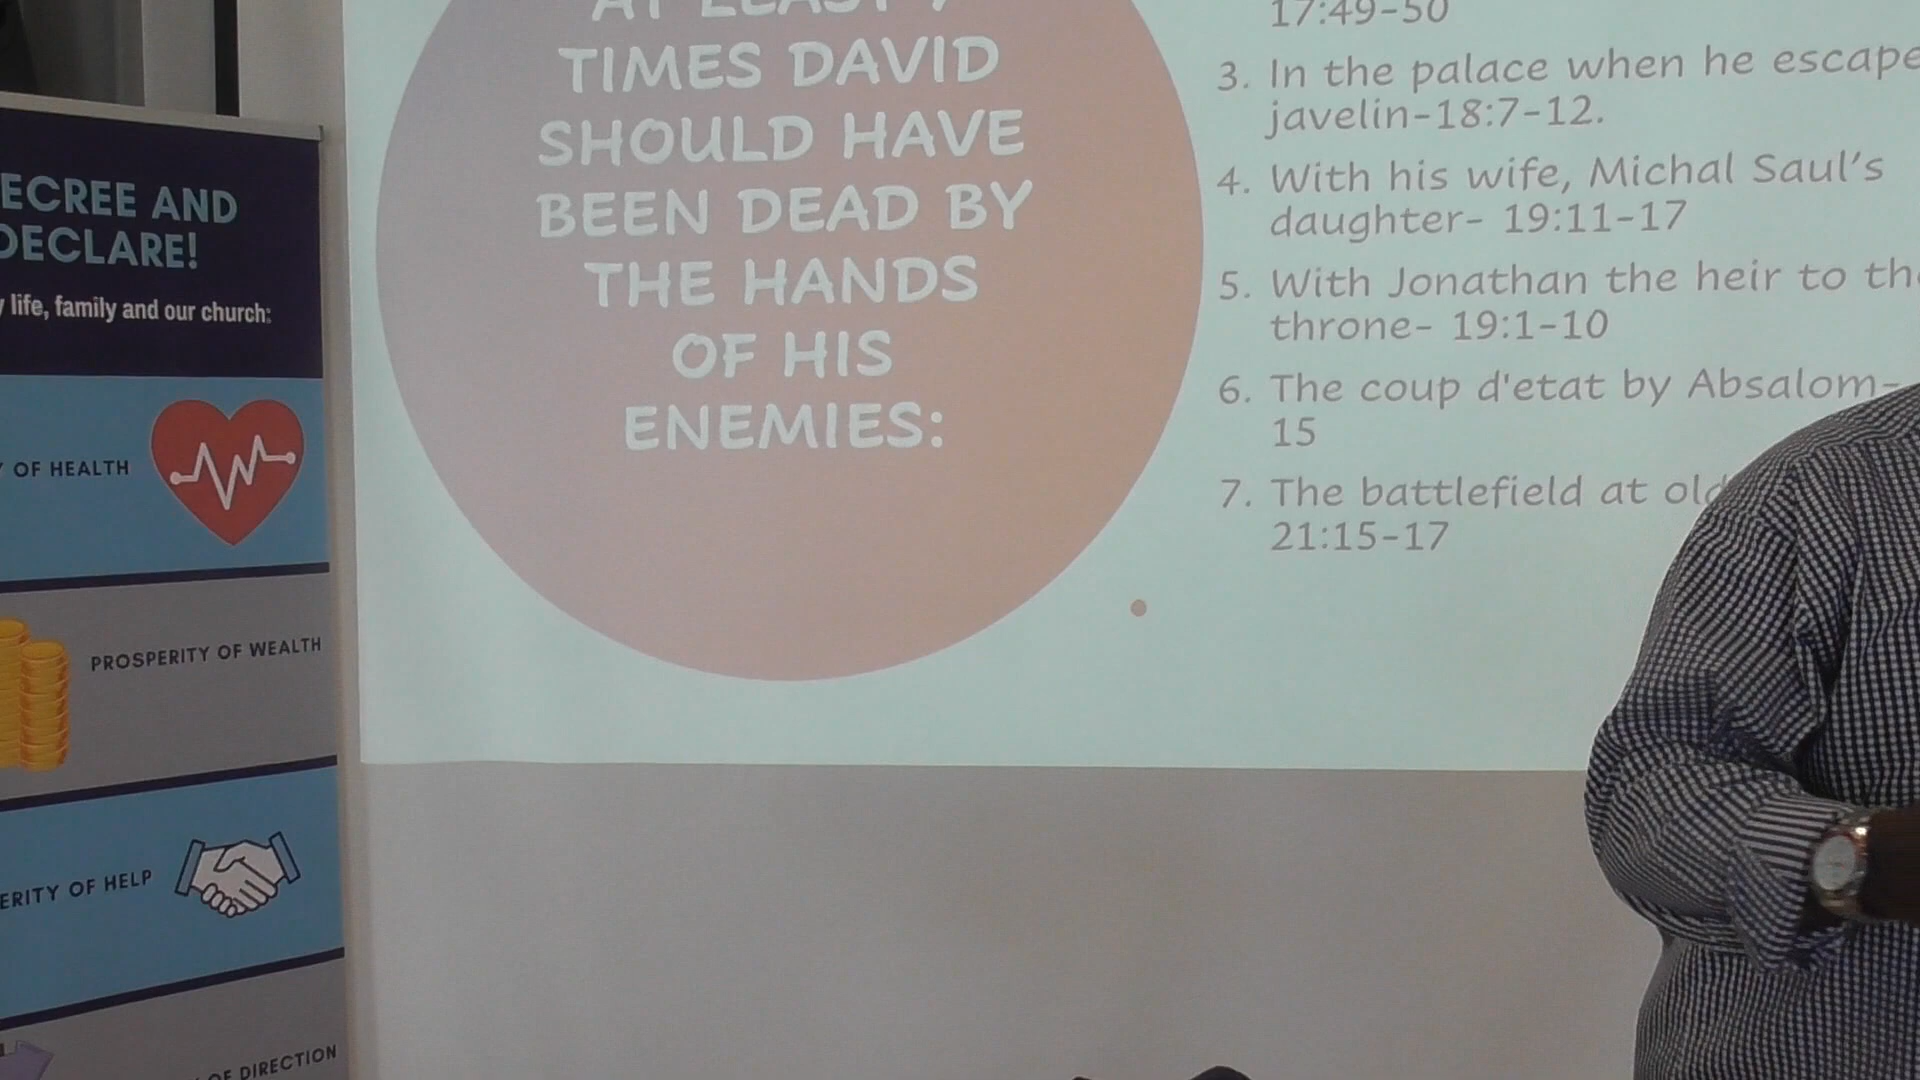 AND
DECLARE!
life, family and our church:
OF HEALTH
PROSPERITY OF WEALTH
OF HELP
OF DIRECTION
AT LEAST 7
TIMES DAVID
SHOULD HAVE
BEEN DEAD BY
THE HANDS
OF HIS
ENEMIES:
17:49-50
3. In the palace when he escape
javelin-18:7-12.
4. With his wife, Michal Saul's
daughter- 19:11-17
5. With Jonathan the heir to the
throne- 19:1-10
6. The coup d'etat by Absalom-
15
7. The battlefield at old
21:15-17